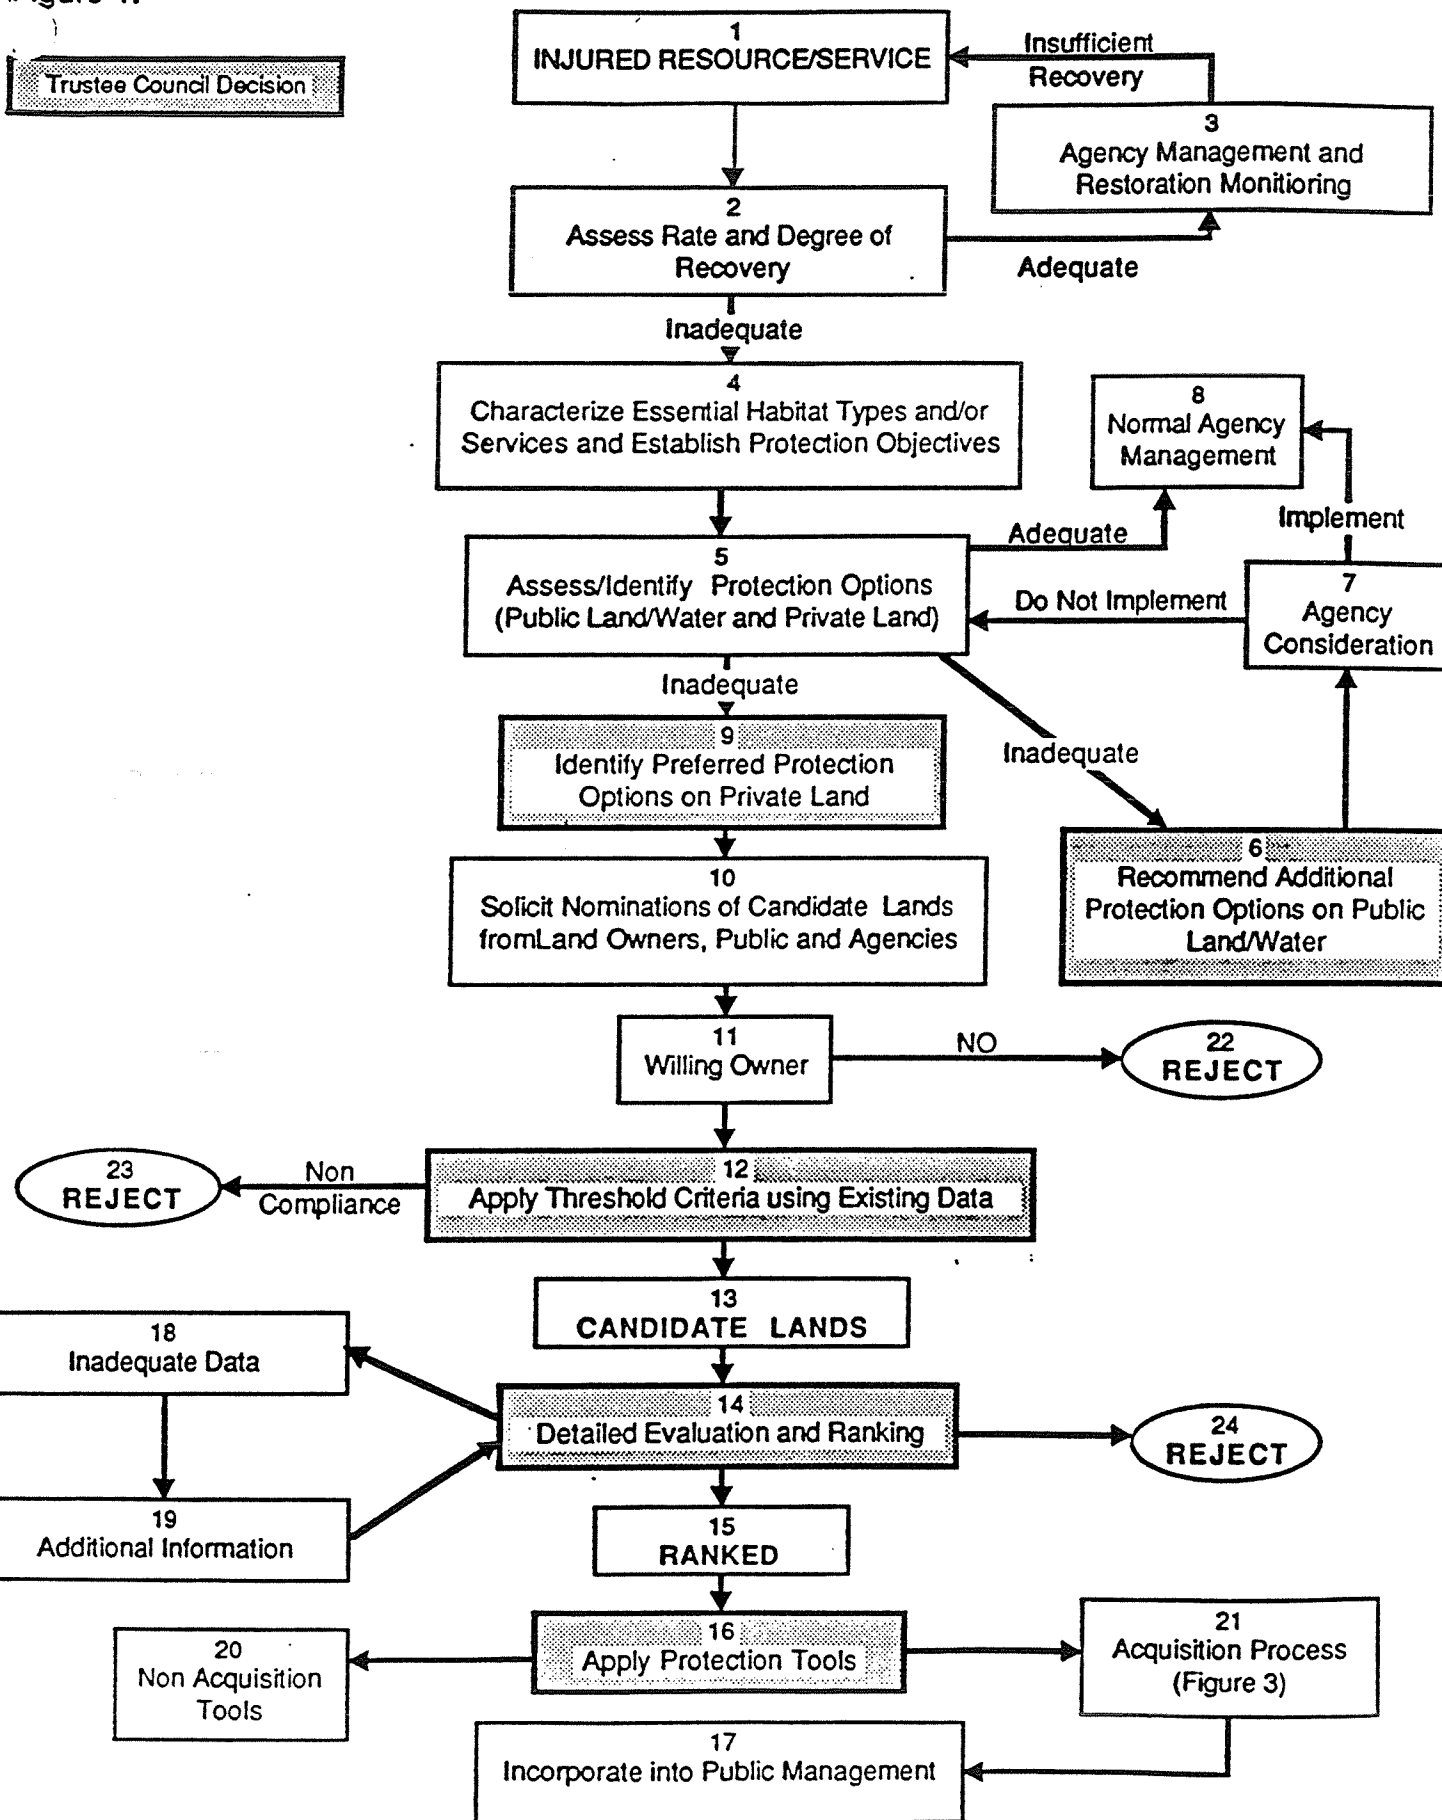 Figure 1.
Trustee Council Decision
1
INJURED RESOURCE/SERVICE
Insufficient
Recovery
3
Agency Management and
Restoration Monitioring
2
Assess Rate and Degree of
Recovery
Adequate
Inadequate
4
Characterize Essential Habitat Types and/or
Services and Establish Protection Objectives
8
Normal Agency
Management
Implement
Adequate
5
Assess/Identify Protection Options
(Public Land/Water and Private Land)
Do Not Implement
7
Agency
Consideration
Inadequate
9
Identify Preferred Protection
Options on Private Land
Inadequate
6
Recommend Additional
Protection Options on Public
Land/Water
10
Solicit Nominations of Candidate Lands
fromLand Owners, Public and Agencies
11
Willing Owner
NO
22
REJECT
23
REJECT
Non
Compliance
12
Apply Threshold Criteria using Existing Data
13
CANDIDATE LANDS
18
Inadequate Data
14
Detailed Evaluation and Ranking
24
REJECT
19
Additional Information
15
RANKED
16
Apply Protection Tools
20
Non Acquisition
Tools
21
Acquisition Process
(Figure 3)
17
Incorporate into Public Management